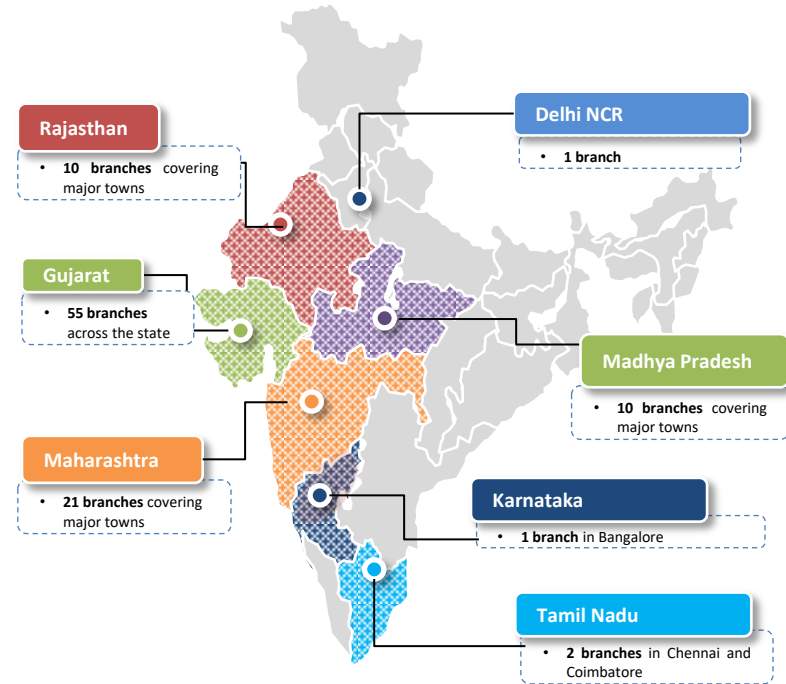 Rajasthan
• 10 branches covering
major towns
Delhi NCR
• 1 branch
Gujarat
• 55 branches
across the state
Madhya Pradesh
• 10 branches covering
major towns
Maharashtra
• 21 branches covering
major towns
Karnataka
• 1 branch in Bangalore
Tamil Nadu
• 2 branches in Chennai and
Coimbatore